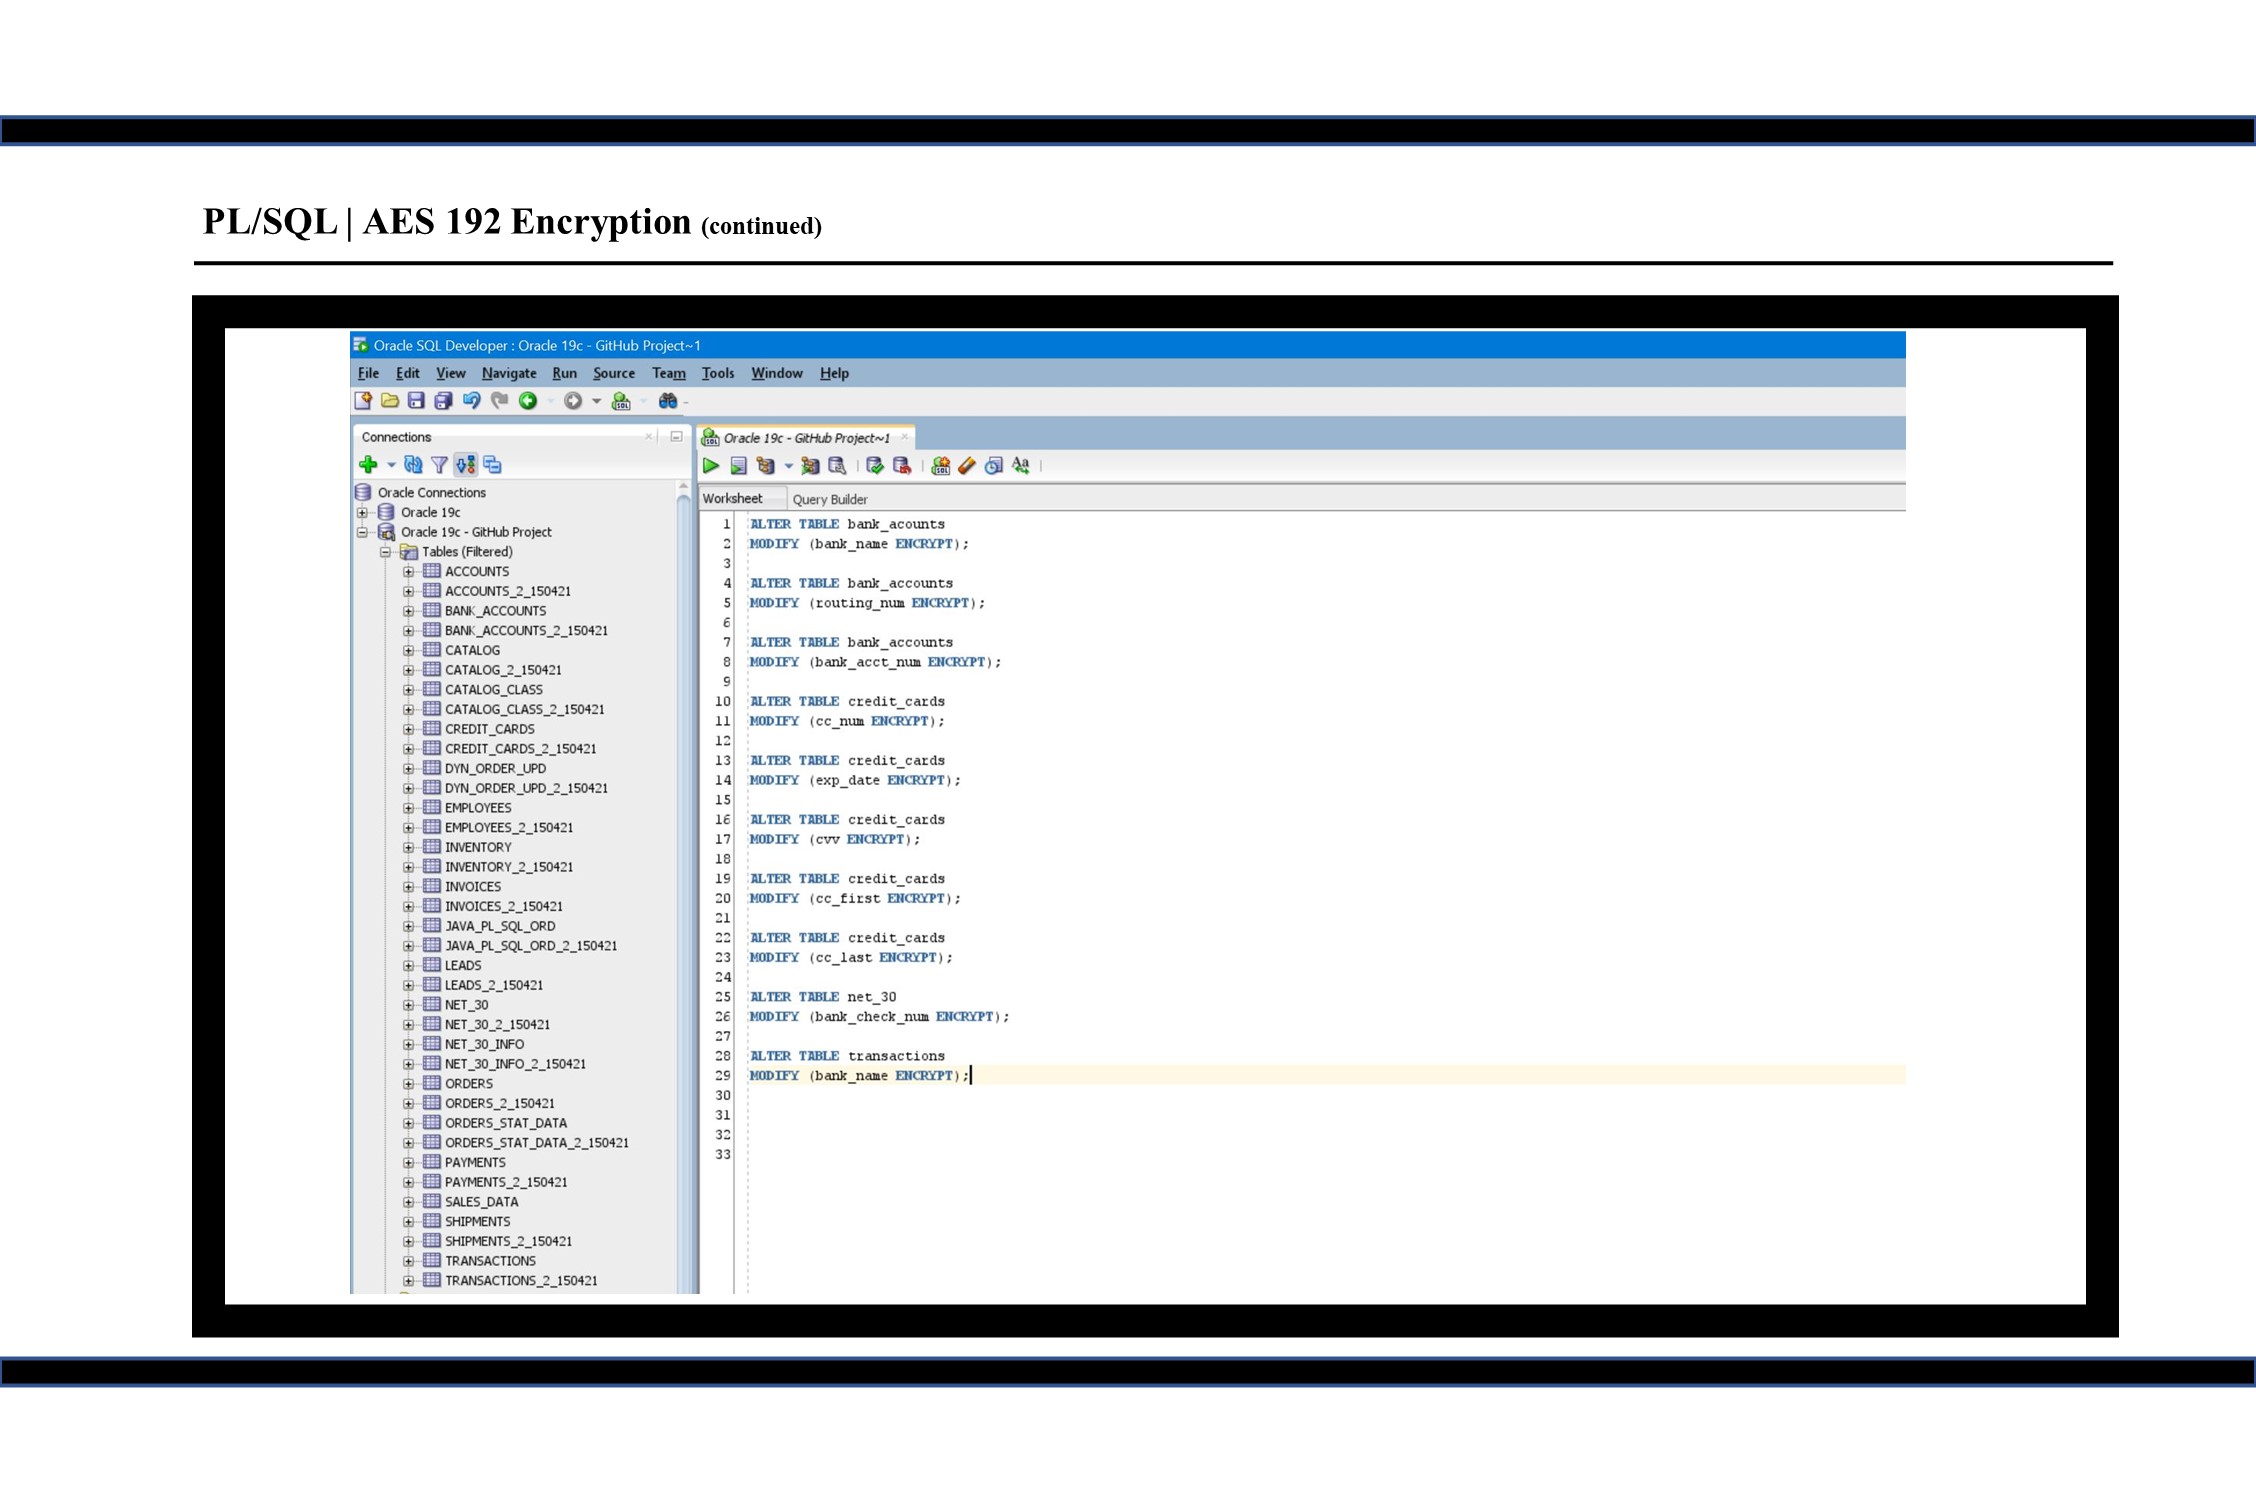 PL/SQL | AES 192 Encryption (continued)
Oracle SQL Developer : Oracle 19c - GitHub Project~1
File Edit View Navigate Run Source Team Tools Window Help
Connections
Oracle Connections
Oracle 19c
Oracle 19c - GitHub Project
Tables (Filtered)
ACCOUNTS
ACCOUNTS_2_150421
BANK_ACCOUNTS
BANK_ACCOUNTS_2_150421
CATALOG
CATALOG_2_150421
CATALOG_CLASS
CATALOG_CLASS_2_150421
CREDIT_CARDS
CREDIT_CARDS_2_150421
DYN_ORDER_UPD
DYN_ORDER_UPD_2_150421
EMPLOYEES
EMPLOYEES_2_150421
INVENTORY
INVENTORY_2_150421
INVOICES
INVOICES_2_150421
JAVA_PL_SQL_ORD
JAVA_PL_SQL_ORD_2_150421
LEADS
LEADS_2_150421
NET_30
NET_30_2_150421
NET_30_INFO
NET_30_INFO_2_150421
ORDERS
ORDERS_2_150421
ORDERS_STAT_DATA
ORDERS_STAT_DATA_2_150421
PAYMENTS
PAYMENTS_2_150421
SALES_DATA
SHIPMENTS
SHIPMENTS_2_150421
TRANSACTIONS
TRANSACTIONS_2_150421
Oracle 19c - GitHub Project~1
Worksheet Query Builder
1 ALTER TABLE bank_acounts
2 MODIFY (bank_name ENCRYPT);
3
4 ALTER TABLE bank_accounts
5 MODIFY (routing_num ENCRYPT);
6
7 ALTER TABLE bank_accounts
8 MODIFY (bank_acct_num ENCRYPT);
9
10 ALTER TABLE credit_cards
11 MODIFY (cc_num ENCRYPT);
12
13 ALTER TABLE credit_cards
14 MODIFY (exp_date ENCRYPT);
15
16 ALTER TABLE credit_cards
17 MODIFY (cvv ENCRYPT);
18
19 ALTER TABLE credit_cards
20 MODIFY (cc_first ENCRYPT);
21
22 ALTER TABLE credit_cards
23 MODIFY (cc_last ENCRYPT);
24
25 ALTER TABLE net_30
26 MODIFY (bank_check_num ENCRYPT);
27
28 ALTER TABLE transactions
29 MODIFY (bank_name ENCRYPT);
30
31
32
33